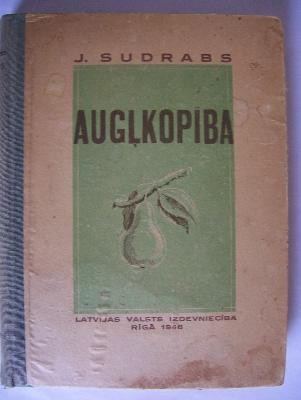 J. SUDRABS
AUGĻKOPĪBA
LATVIJAS VALSTS IZDEVNIECĪBA
RĪGĀ 1948